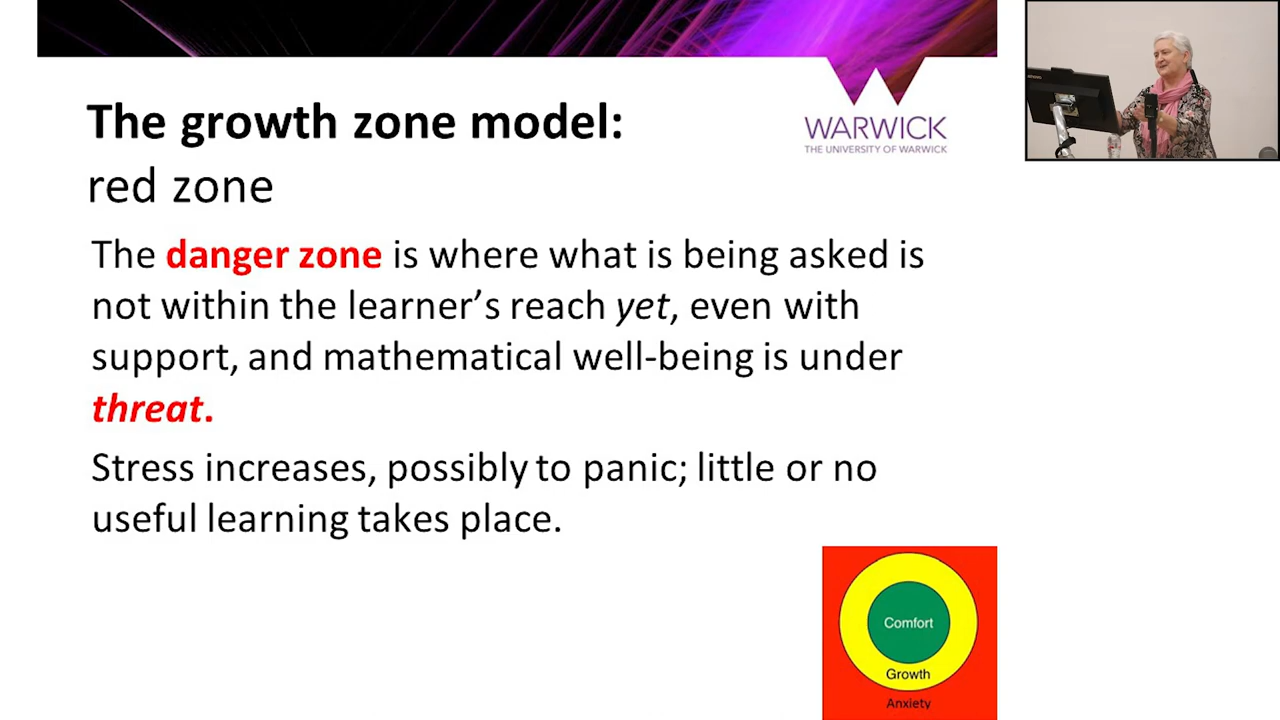 The growth zone model:
red zone
WARWICK
THE UNIVERSITY OF WARWICK
The danger zone is where what is being asked is
not within the learner's reach yet, even with
support, and mathematical well-being is under
threat.
Stress increases, possibly to panic; little or no
useful learning takes place.
Comfort
Growth
Anxiety